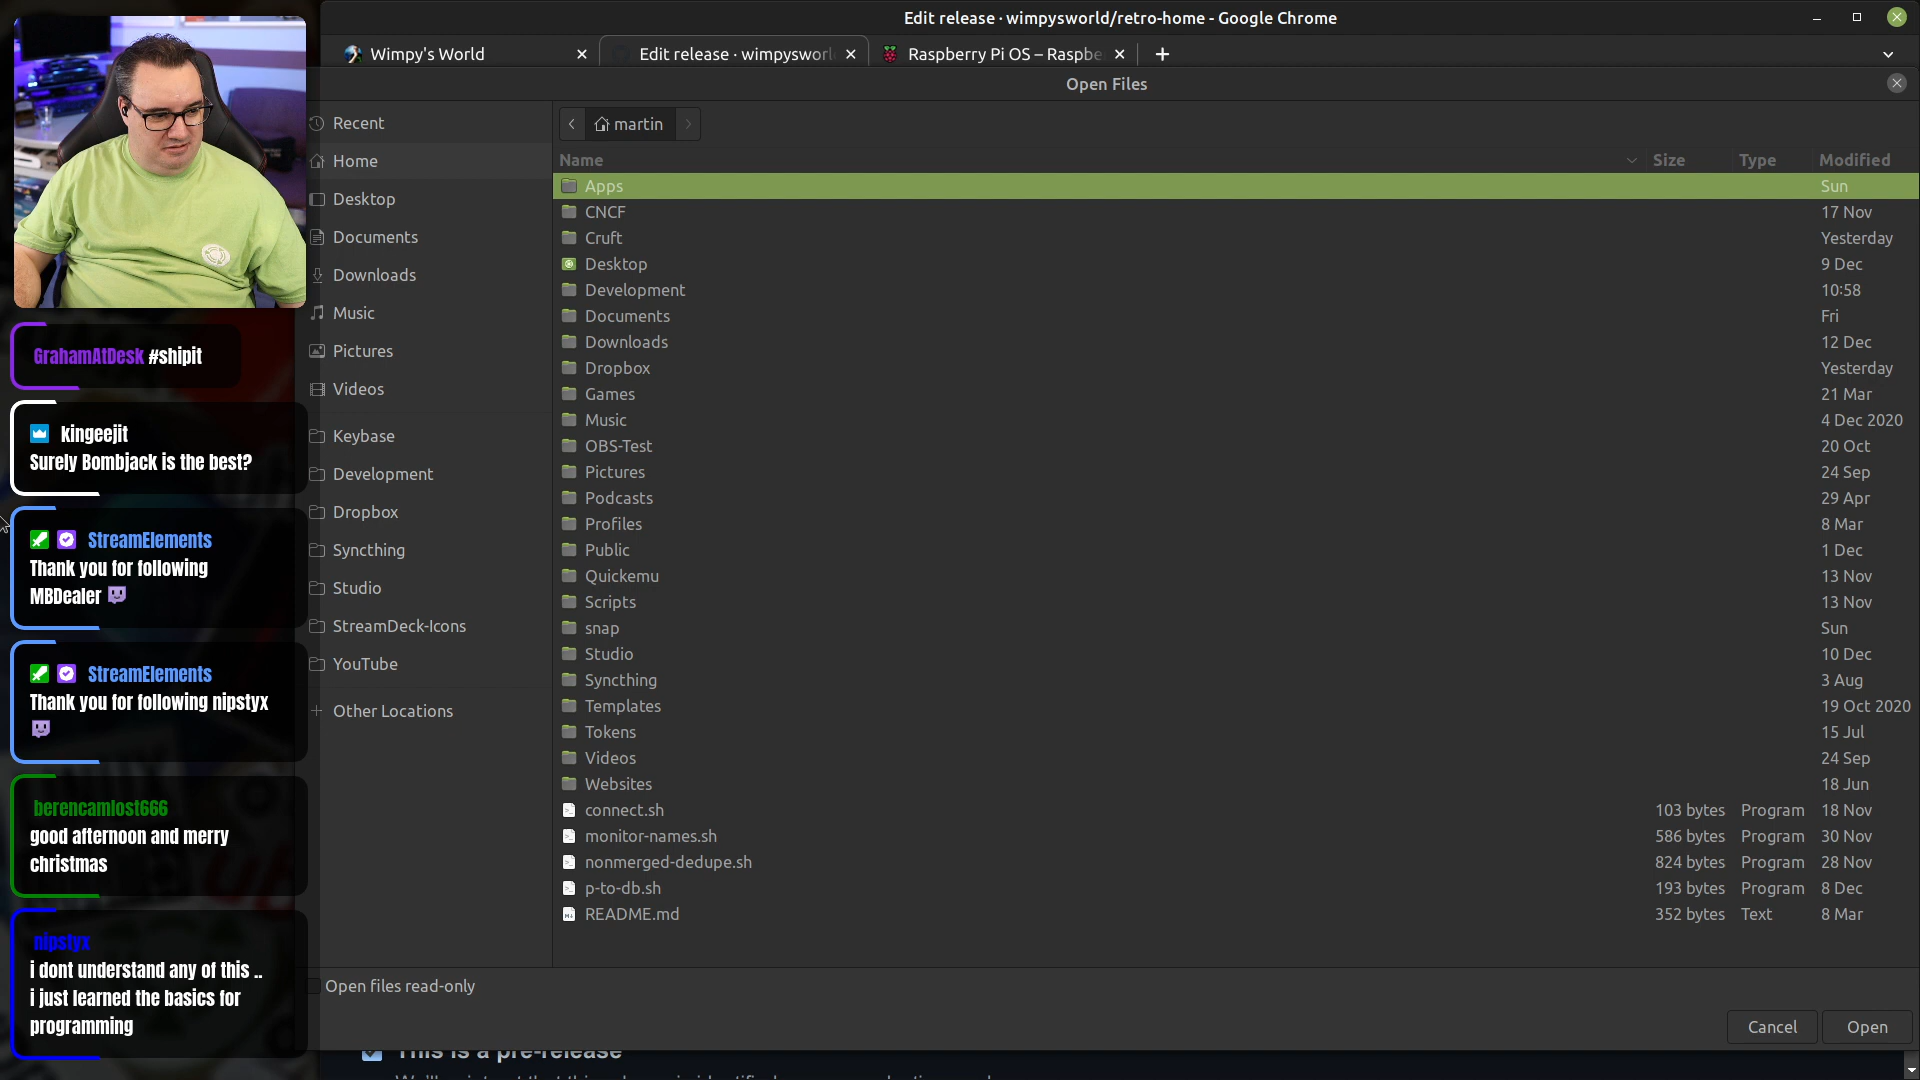 Edit release · wimpysworld/retro-home - Google Chrome
Wimpy's World
Edit release · wimpysworl
Raspberry Pi OS – Raspbe
Open Files
Recent
Home
Desktop
Documents
Downloads
Music
Pictures
Videos
Keybase
Development
Dropbox
Syncthing
Studio
StreamDeck-Icons
YouTube
Other Locations
martin
Name Size Type Modified
Apps Sun
CNCF 17 Nov
Cruft Yesterday
Desktop 9 Dec
Development 10:58
Documents Fri
Downloads 12 Dec
Dropbox Yesterday
Games 21 Mar
Music 4 Dec 2020
OBS-Test 20 Oct
Pictures 24 Sep
Podcasts 29 Apr
Profiles 8 Mar
Public 1 Dec
Quickemu 13 Nov
Scripts 13 Nov
snap Sun
Studio 10 Dec
Syncthing 3 Aug
Templates 19 Oct 2020
Tokens 15 Jul
Videos 24 Sep
Websites 18 Jun
connect.sh 103 bytes Program 18 Nov
monitor-names.sh 586 bytes Program 30 Nov
nonmerged-dedupe.sh 824 bytes Program 28 Nov
p-to-db.sh 193 bytes Program 8 Dec
README.md 352 bytes Text 8 Mar
Open files read-only
Cancel
Open
This is a pre-release
GrahamAtDesk #shipit
kingeejit
Surely Bombjack is the best?
StreamElements
Thank you for following
MBDealer
StreamElements
Thank you for following nipstyx
berencamlost666
good afternoon and merry
christmas
nipstyx
i dont understand any of this ..
i just learned the basics for
programming